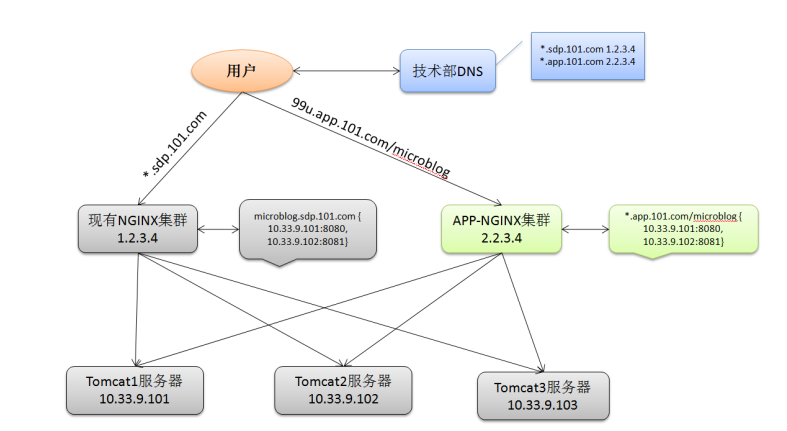 用户
技术部DNS
*.sdp.101.com 1.2.3.4
*.app.101.com 2.2.3.4
*.sdp.101.com
99u.app.101.com/microblog
现有NGINX集群
1.2.3.4
microblog.sdp.101.com {
10.33.9.101:8080,
10.33.9.102:8081}
APP-NGINX集群
2.2.3.4
*.app.101.com/microblog {
10.33.9.101:8080,
10.33.9.102:8081}
Tomcat1服务器
10.33.9.101
Tomcat2服务器
10.33.9.102
Tomcat3服务器
10.33.9.103